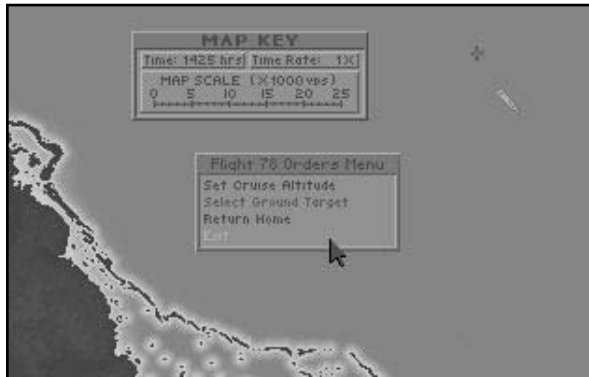 MAP KEY
Time: 1425 hrs Time Rate: 1X
MAP SCALE (X1000 yds)
0 5 10 15 20 25
Flight 78 Orders Menu
Set Cruise Altitude
Select Ground Target
Return Home
Exit